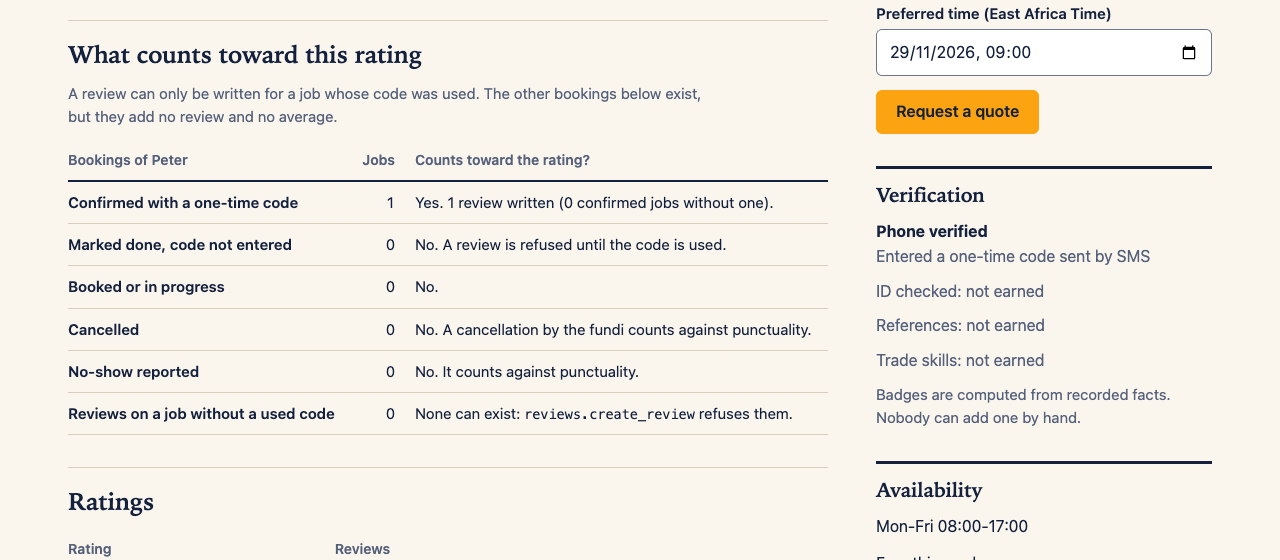 What counts toward this rating
A review can only be written for a job whose code was used. The other bookings below exist,
but they add no review and no average.
Bookings of Peter Jobs Counts toward the rating?
Confirmed with a one-time code 1 Yes. 1 review written (0 confirmed jobs without one).
Marked done, code not entered 0 No. A review is refused until the code is used.
Booked or in progress 0 No.
Cancelled 0 No. A cancellation by the fundi counts against punctuality.
No-show reported 0 No. It counts against punctuality.
Reviews on a job without a used code 0 None can exist: reviews.create_review refuses them.
Ratings
Rating Reviews
Preferred time (East Africa Time)
29/11/2026, 09:00
Request a quote
Verification
Phone verified
Entered a one-time code sent by SMS
ID checked: not earned
References: not earned
Trade skills: not earned
Badges are computed from recorded facts.
Nobody can add one by hand.
Availability
Mon-Fri 08:00-17:00